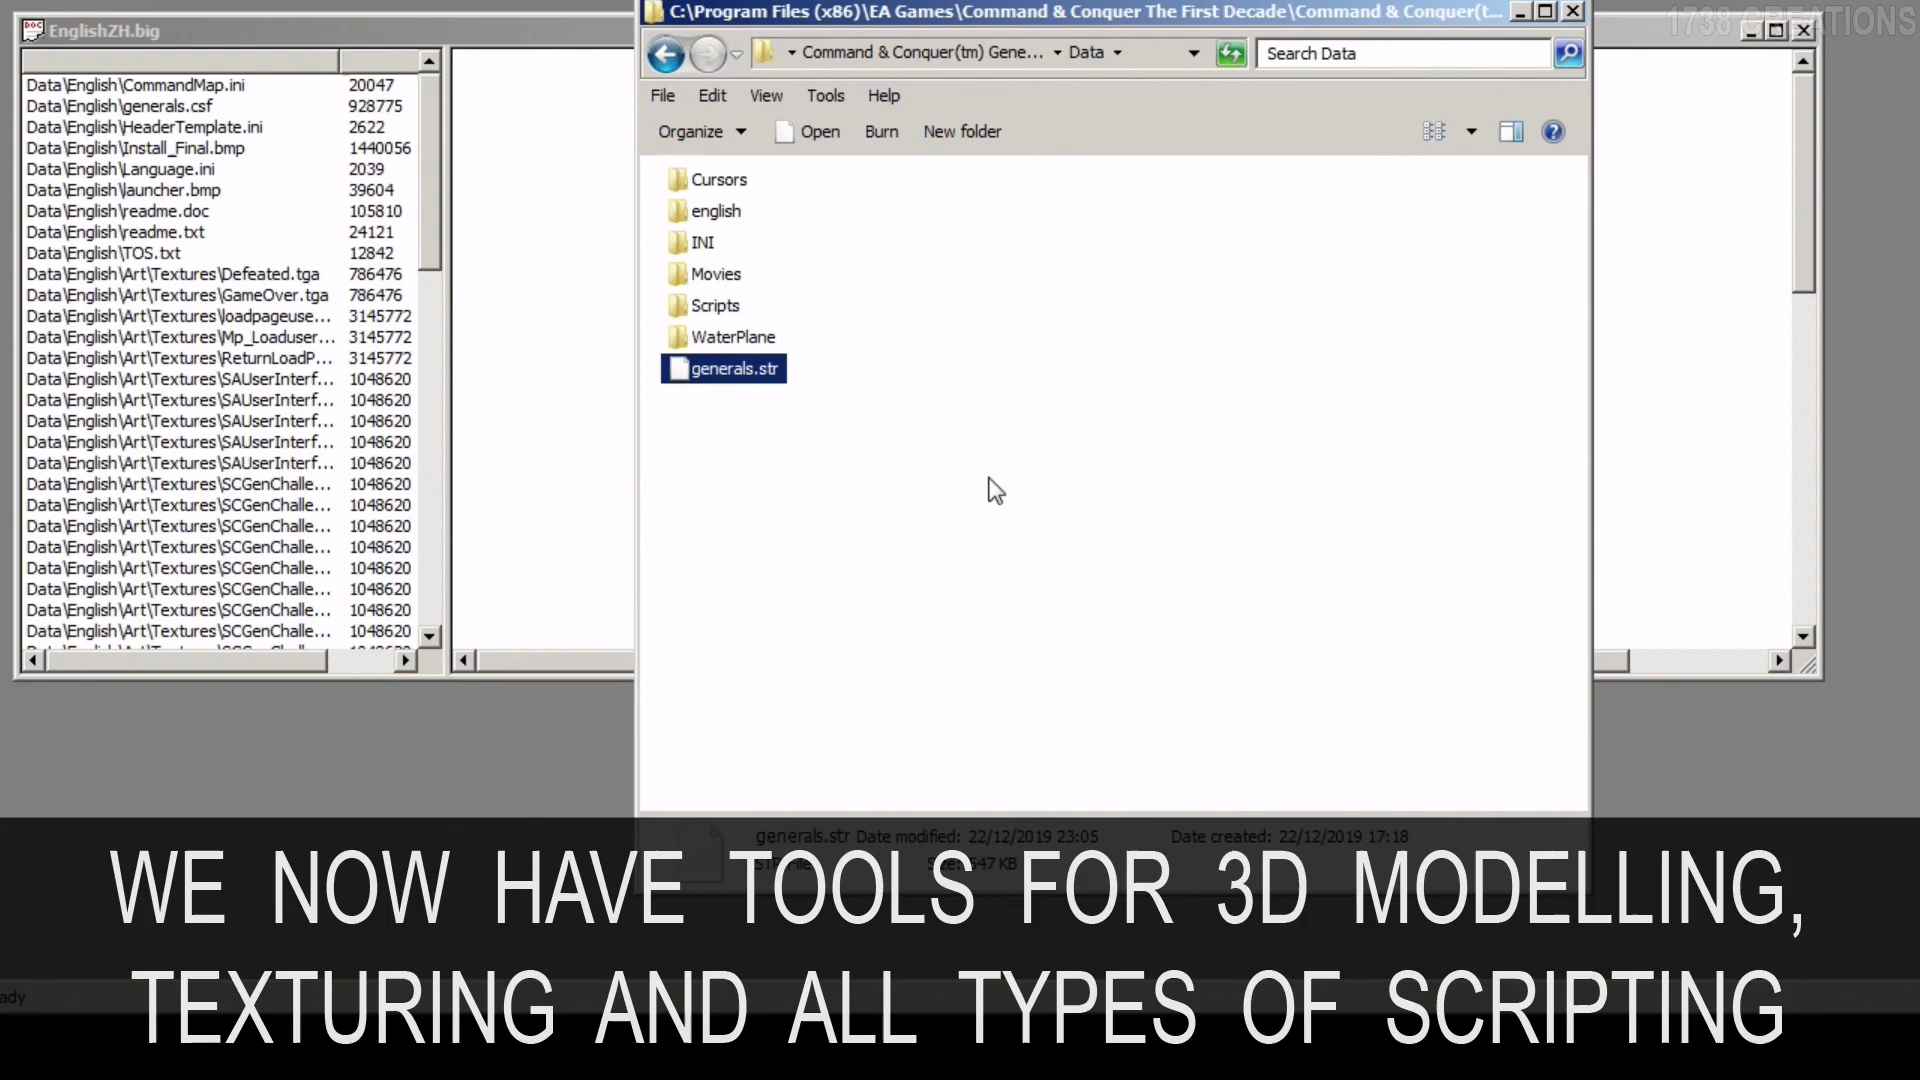 EnglishZH.big
Data\English\CommandMap.ini 20047
Data\English\generals.csf 928775
Data\English\HeaderTemplate.ini 2622
Data\English\Install_Final.bmp 1440056
Data\English\Language.ini 2039
Data\English\launcher.bmp 39604
Data\English\readme.doc 105810
Data\English\readme.txt 24121
Data\English\TOS.txt 12842
Data\English\Art\Textures\Defeated.tga 786476
Data\English\Art\Textures\GameOver.tga 786476
Data\English\Art\Textures\loadpageuse... 3145772
Data\English\Art\Textures\Mp_Loaduser... 3145772
Data\English\Art\Textures\ReturnLoadP... 3145772
Data\English\Art\Textures\SAUserInterf... 1048620
Data\English\Art\Textures\SAUserInterf... 1048620
Data\English\Art\Textures\SAUserInterf... 1048620
Data\English\Art\Textures\SAUserInterf... 1048620
Data\English\Art\Textures\SAUserInterf... 1048620
Data\English\Art\Textures\SCGenChalle... 1048620
Data\English\Art\Textures\SCGenChalle... 1048620
Data\English\Art\Textures\SCGenChalle... 1048620
Data\English\Art\Textures\SCGenChalle... 1048620
Data\English\Art\Textures\SCGenChalle... 1048620
Data\English\Art\Textures\SCGenChalle... 1048620
Data\English\Art\Textures\SCGenChalle... 1048620
Data\English\Art\Textures\SCGenChalle... 1048620
C:\Program Files (x86)\EA Games\Command & Conquer The First Decade\Command & Conquer(t...
1738 CREATIONS
Command & Conquer(tm) Gene... Data Search Data
File Edit View Tools Help
Organize Open Burn New folder
Cursors
english
INI
Movies
Scripts
WaterPlane
generals.str
generals.str Date modified: 22/12/2019 23:05 Date created: 22/12/2019 17:18
STR File Size: 547 KB
WE NOW HAVE TOOLS FOR 3D MODELLING,
TEXTURING AND ALL TYPES OF SCRIPTING